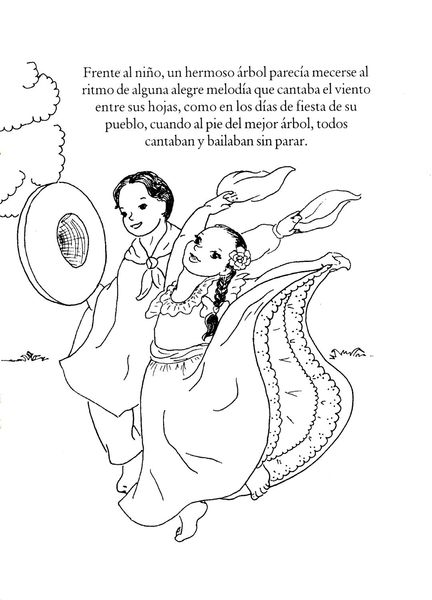 Frente al niño, un hermoso árbol parecía mecerse al
ritmo de alguna alegre melodía que cantaba el viento
entre sus hojas, como en los días de fiesta de su
pueblo, cuando al pie del mejor árbol, todos
cantaban y bailaban sin parar.